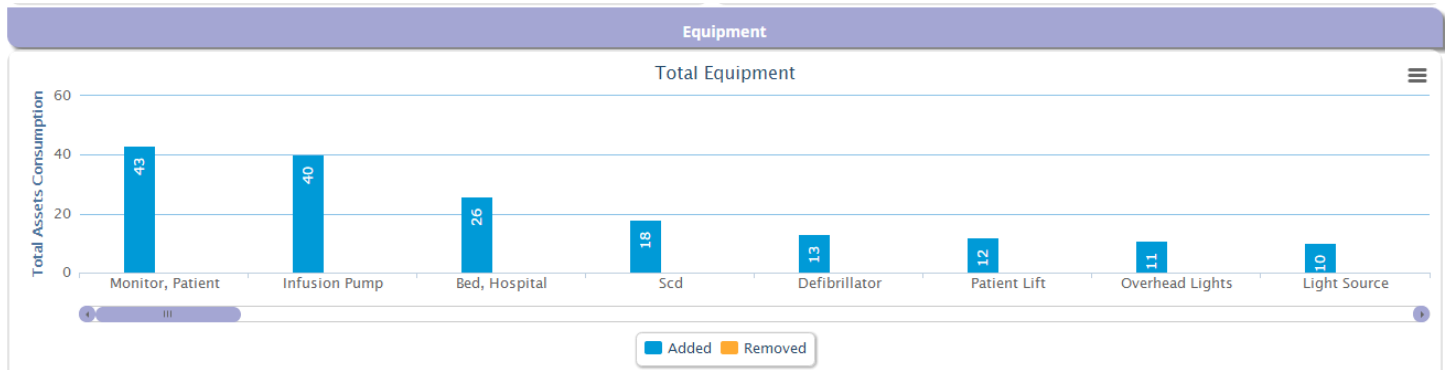 Equipment
Total Equipment
Total Assets Consumption
60
40
20
0
43
40
26
18
13
12
11
10
Monitor, Patient
Infusion Pump
Bed, Hospital
Scd
Defibrillator
Patient Lift
Overhead Lights
Light Source
Added
Removed